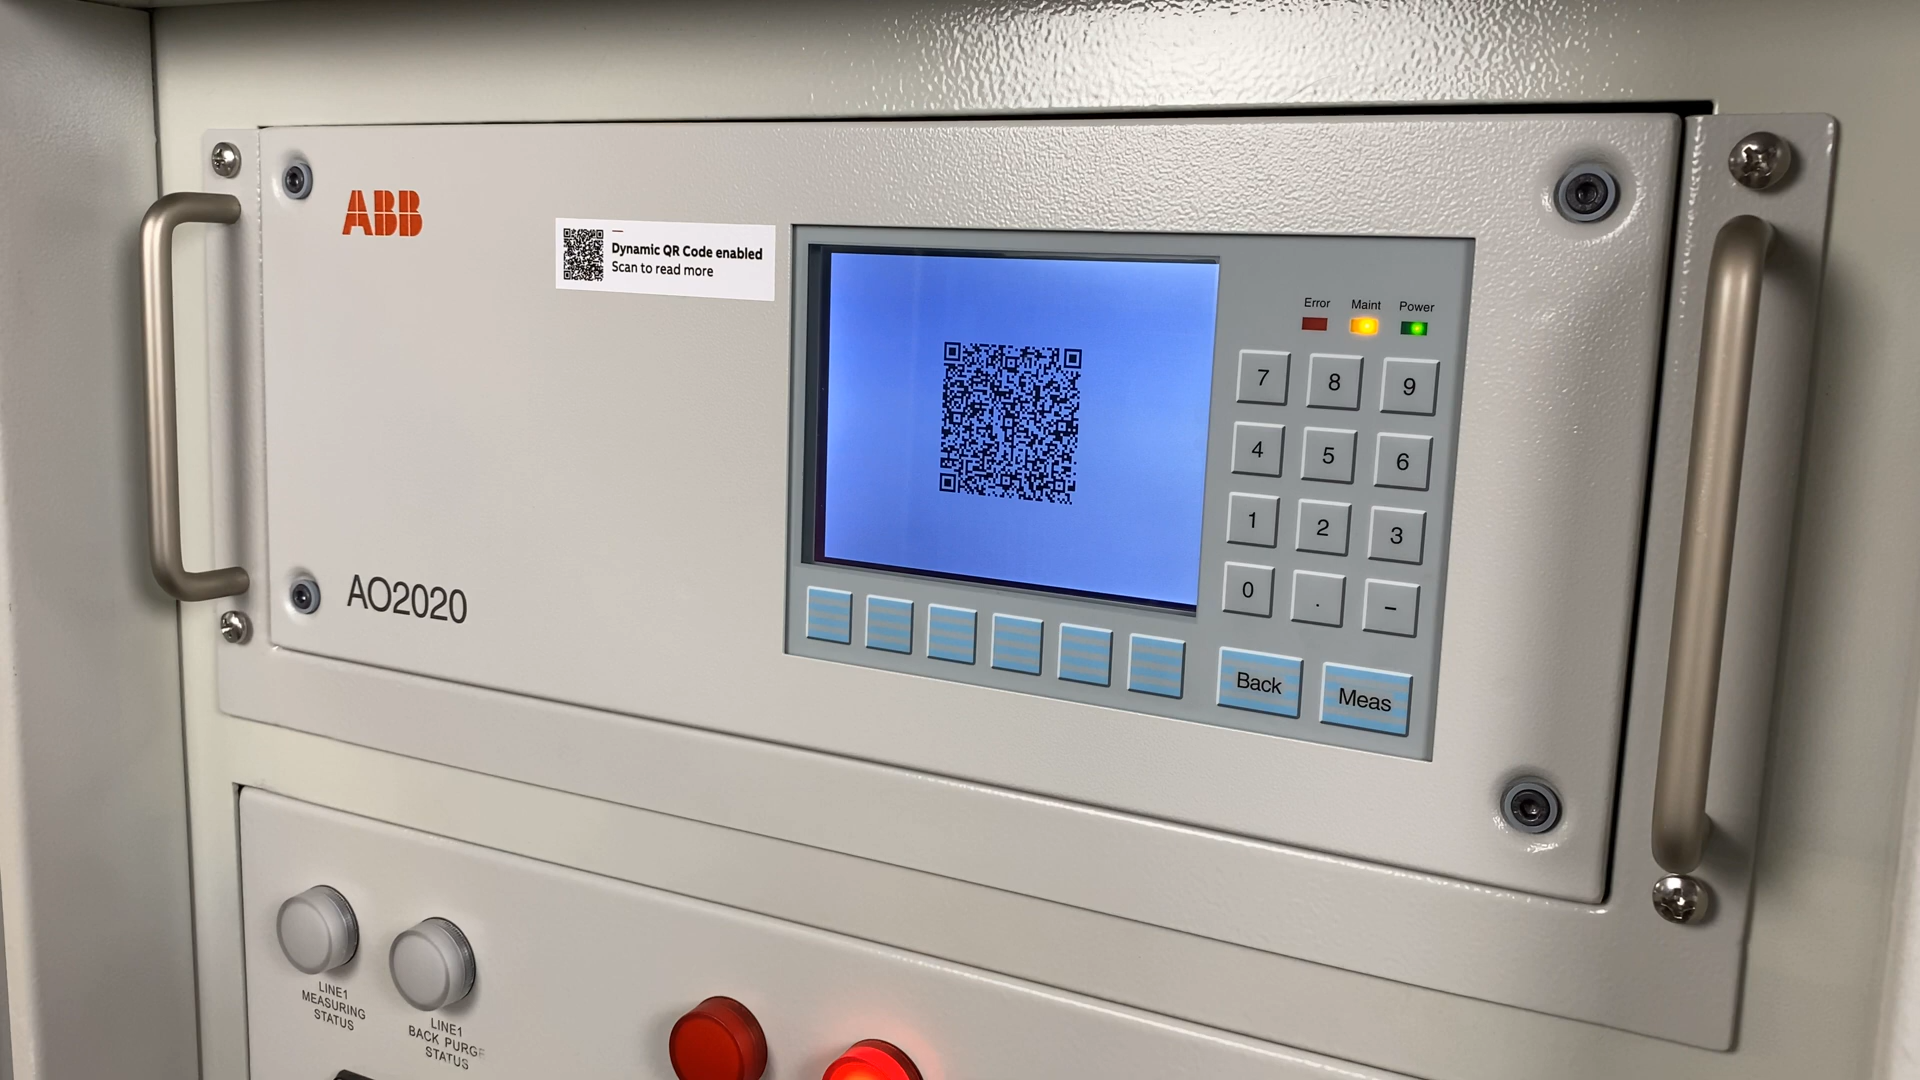 ABB
Dynamic QR Code enabled
Scan to read more
Error Maint Power
7 8 9
4 5 6
1 2 3
0 . –
Back Meas
AO2020
LINE1
MEASURING
STATUS
LINE1
BACK PURGE
STATUS